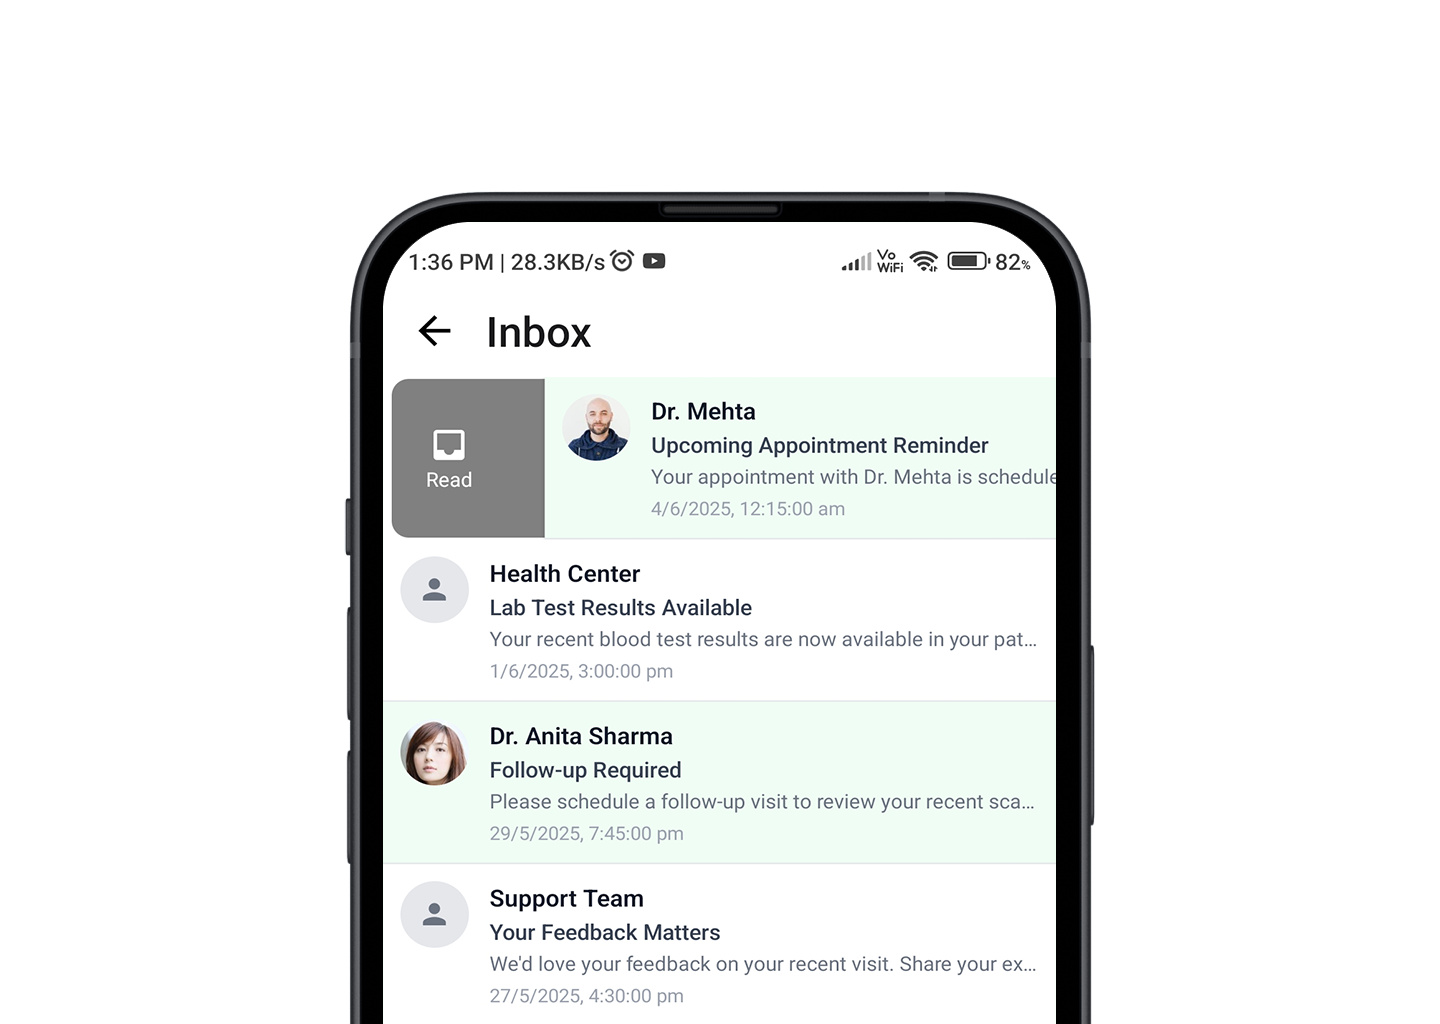 1:36 PM | 28.3KB/s
Vo
WiFi
82%
Inbox
Read
Dr. Mehta
Upcoming Appointment Reminder
Your appointment with Dr. Mehta is schedule
4/6/2025, 12:15:00 am
Health Center
Lab Test Results Available
Your recent blood test results are now available in your pat...
1/6/2025, 3:00:00 pm
Dr. Anita Sharma
Follow-up Required
Please schedule a follow-up visit to review your recent sca...
29/5/2025, 7:45:00 pm
Support Team
Your Feedback Matters
We'd love your feedback on your recent visit. Share your ex...
27/5/2025, 4:30:00 pm